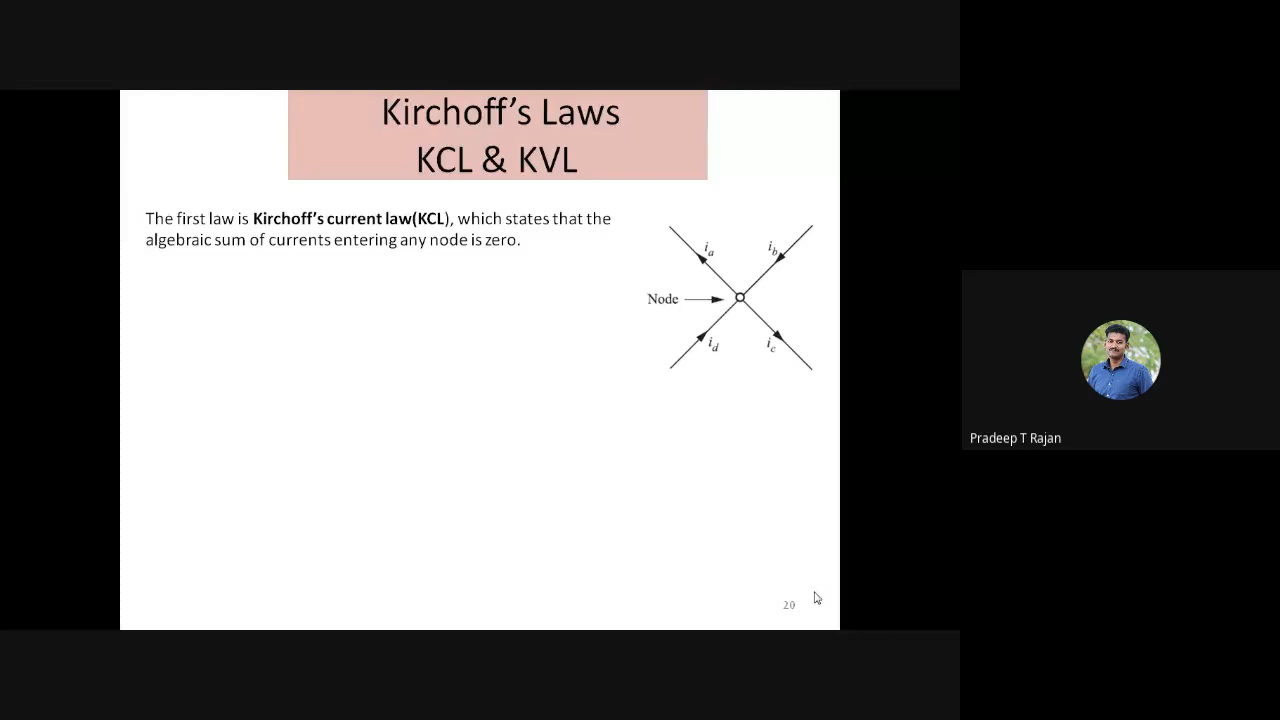 Kirchoff's Laws
KCL & KVL
The first law is Kirchoff's current law(KCL), which states that the
algebraic sum of currents entering any node is zero.
i_a
i_b
Node
i_d
i_c
20
Pradeep T Rajan